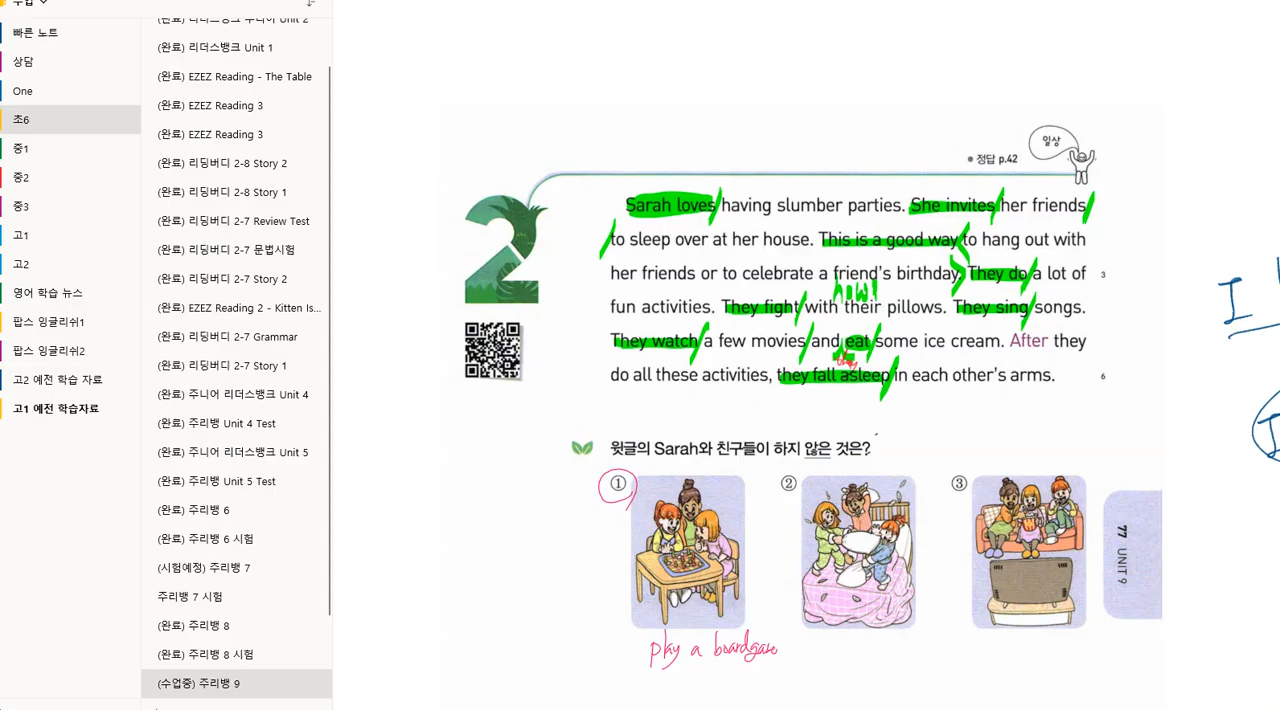 수업
빠른 노트
상담
One
초6
중1
중2
중3
고1
고2
영어 학습 뉴스
팝스 잉글리쉬1
팝스 잉글리쉬2
고2 예전 학습 자료
고1 예전 학습자료
(완료) 리더스뱅크 주니어 Unit 2
(완료) 리더스뱅크 Unit 1
(완료) EZEZ Reading - The Table
(완료) EZEZ Reading 3
(완료) EZEZ Reading 3
(완료) 리딩버디 2-8 Story 2
(완료) 리딩버디 2-8 Story 1
(완료) 리딩버디 2-7 Review Test
(완료) 리딩버디 2-7 문법시험
(완료) 리딩버디 2-7 Story 2
(완료) EZEZ Reading 2 - Kitten Is...
(완료) 리딩버디 2-7 Grammar
(완료) 리딩버디 2-7 Story 1
(완료) 주니어 리더스뱅크 Unit 4
(완료) 주리뱅 Unit 4 Test
(완료) 주니어 리더스뱅크 Unit 5
(완료) 주리뱅 Unit 5 Test
(완료) 주리뱅 6
(완료) 주리뱅 6 시험
(시험예정) 주리뱅 7
주리뱅 7 시험
(완료) 주리뱅 8
(완료) 주리뱅 8 시험
(수업중) 주리뱅 9
일상
정답 p.42
2
Sarah loves having slumber parties. She invites her friends
to sleep over at her house. This is a good way to hang out with
her friends or to celebrate a friend's birthday. They do a lot of
3
how!
fun activities. They fight with their pillows. They sing songs.
They watch a few movies and eat some ice cream. After they
they
do all these activities, they fall asleep in each other's arms.
6
윗글의 Sarah와 친구들이 하지 않은 것은?
①
②
③
play a
77 UNIT 9
I
I